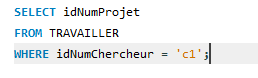 SELECT idNumProjet
FROM TRAVAILLER
WHERE idNumChercheur = 'c1';